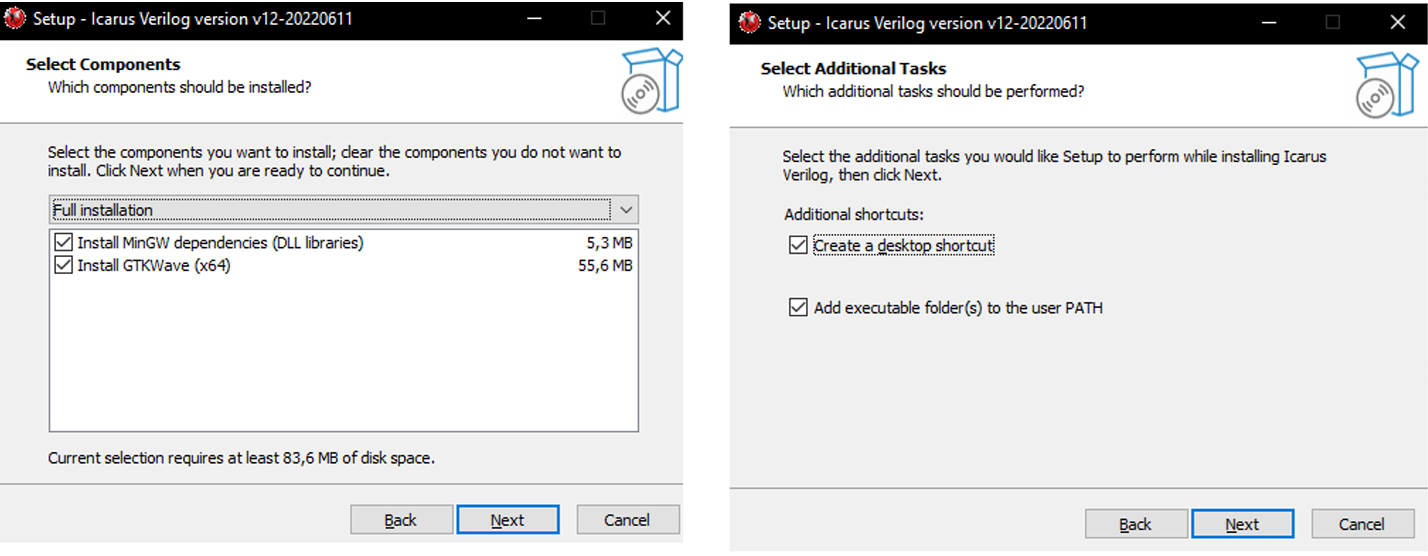 Setup - Icarus Verilog version v12-20220611
Select Components
Which components should be installed?
Select the components you want to install; clear the components you do not want to
install. Click Next when you are ready to continue.
Full installation
Install MinGW dependencies (DLL libraries) 5,3 MB
Install GTKWave (x64) 55,6 MB
Current selection requires at least 83,6 MB of disk space.
Back Next Cancel
Setup - Icarus Verilog version v12-20220611
Select Additional Tasks
Which additional tasks should be performed?
Select the additional tasks you would like Setup to perform while installing Icarus
Verilog, then click Next.
Additional shortcuts:
Create a desktop shortcut
Add executable folder(s) to the user PATH
Back Next Cancel